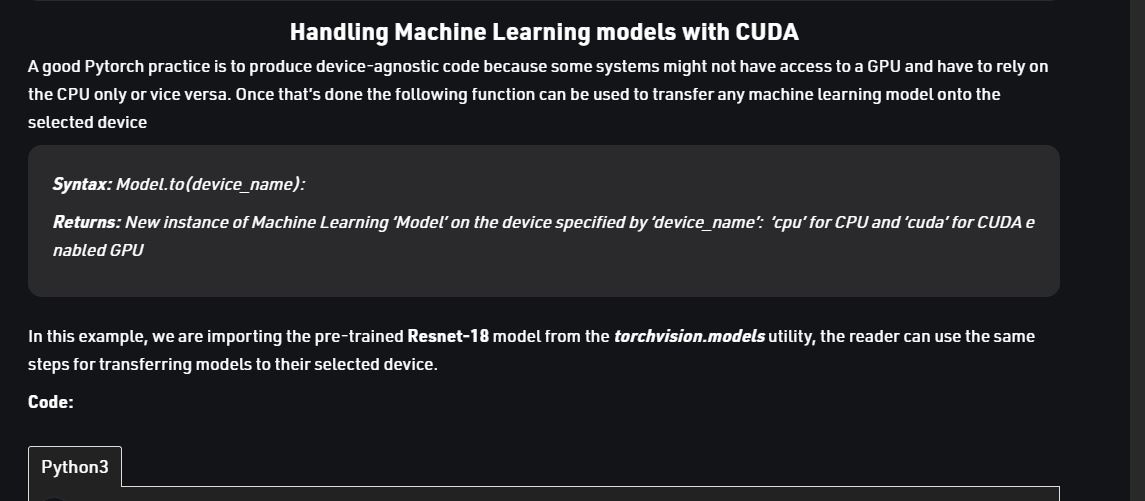 Handling Machine Learning models with CUDA
A good Pytorch practice is to produce device-agnostic code because some systems might not have access to a GPU and have to rely on
the CPU only or vice versa. Once that’s done the following function can be used to transfer any machine learning model onto the
selected device
Syntax: Model.to(device_name):
Returns: New instance of Machine Learning ‘Model’ on the device specified by ‘device_name’: ‘cpu’ for CPU and ‘cuda’ for CUDA e
nabled GPU
In this example, we are importing the pre-trained Resnet-18 model from the torchvision.models utility, the reader can use the same
steps for transferring models to their selected device.
Code:
Python3